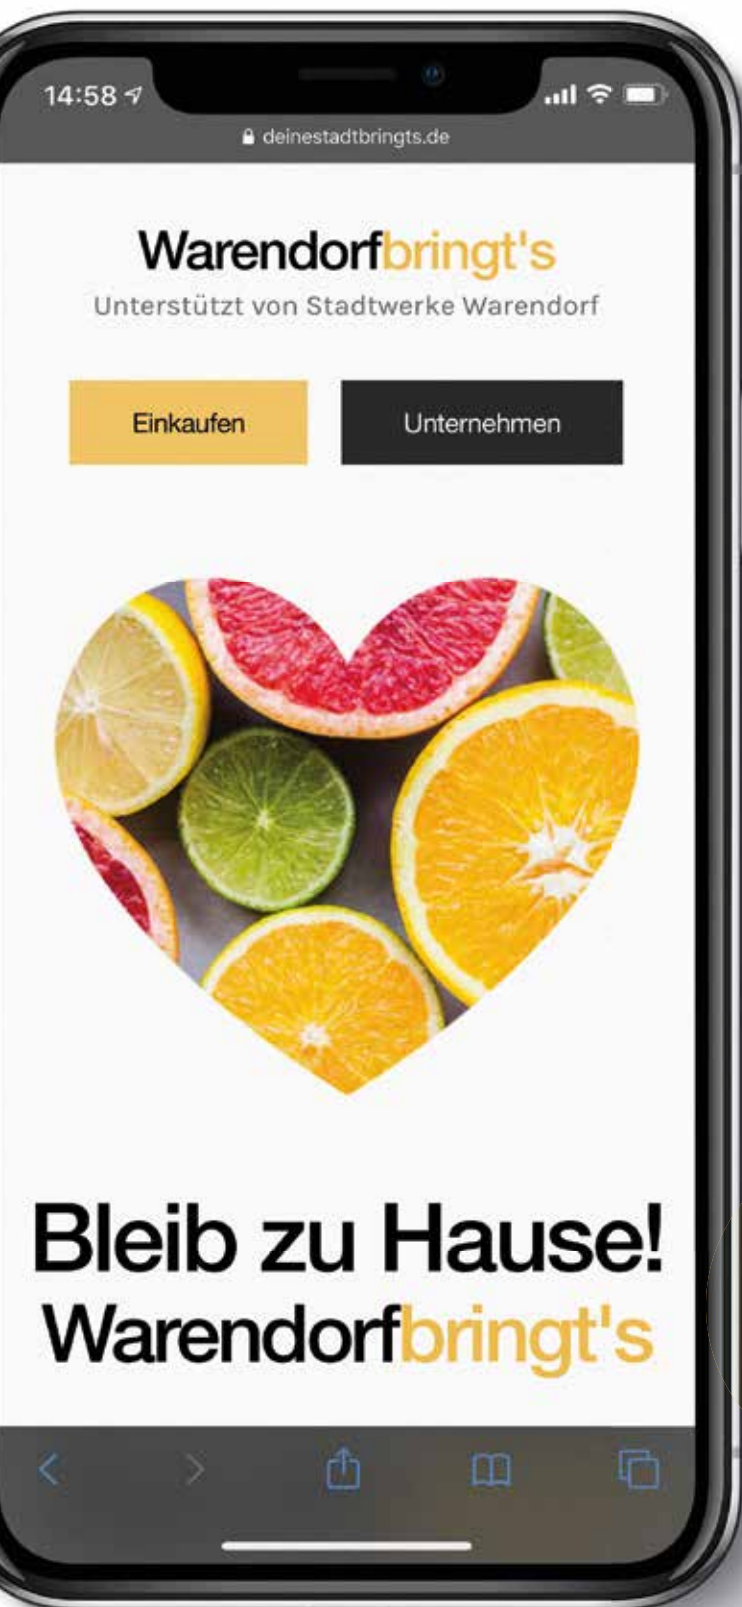 14:58
deinestadtbringts.de
Warendorfbringt's
Unterstützt von Stadtwerke Warendorf
Einkaufen
Unternehmen
Bleib zu Hause!
Warendorfbringt's